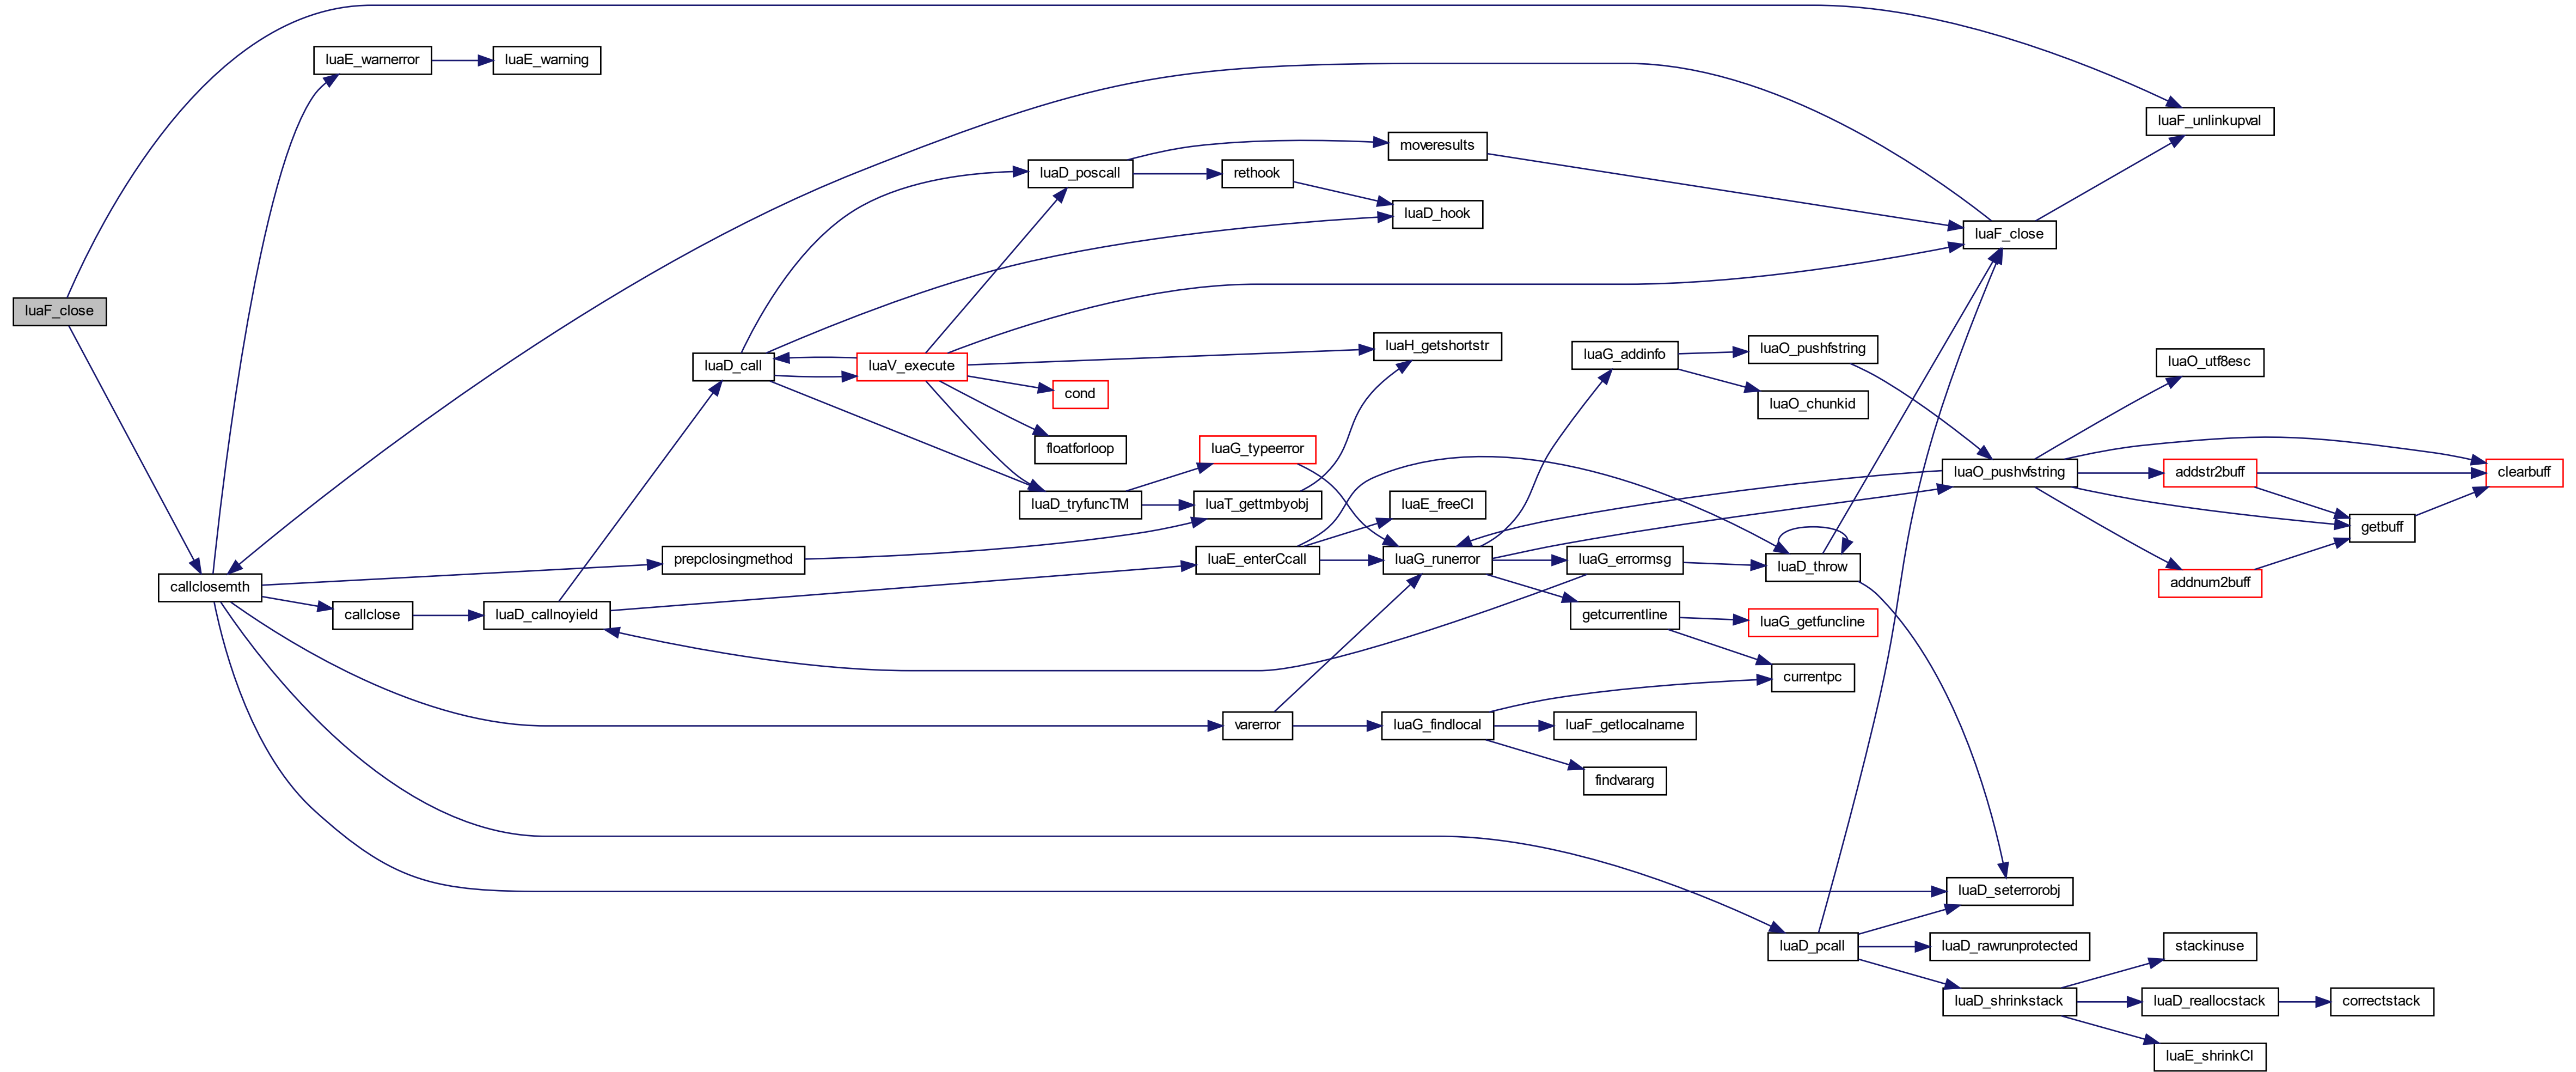 luaE_warnerror
luaE_warning
luaF_unlinkupval
moveresults
luaD_poscall
rethook
luaD_hook
luaF_close
luaF_close
luaH_getshortstr
luaG_addinfo
luaO_pushfstring
luaO_utf8esc
luaD_call
luaV_execute
cond
luaO_chunkid
floatforloop
luaG_typeerror
luaO_pushvfstring
addstr2buff
clearbuff
luaD_tryfuncTM
luaT_gettmbyobj
luaE_freeCI
getbuff
prepclosingmethod
luaE_enterCcall
luaG_runerror
luaG_errormsg
luaD_throw
addnum2buff
callclosemth
callclose
luaD_callnoyield
getcurrentline
luaG_getfuncline
currentpc
varerror
luaG_findlocal
luaF_getlocalname
findvararg
luaD_seterrorobj
luaD_pcall
luaD_rawrunprotected
stackinuse
luaD_shrinkstack
luaD_reallocstack
correctstack
luaE_shrinkCI